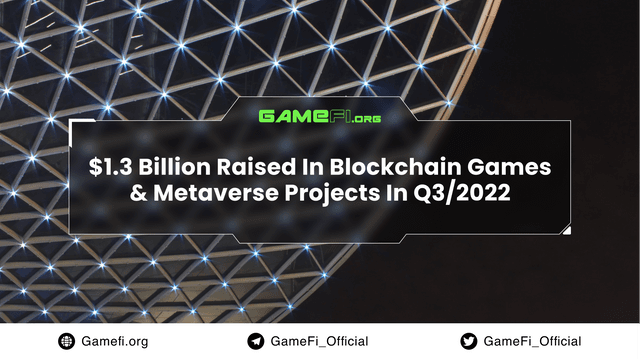 GAMEFI.ORG
$1.3 Billion Raised In Blockchain Games
& Metaverse Projects In Q3/2022
Gamefi.org
GameFi_Official
GameFi_Official